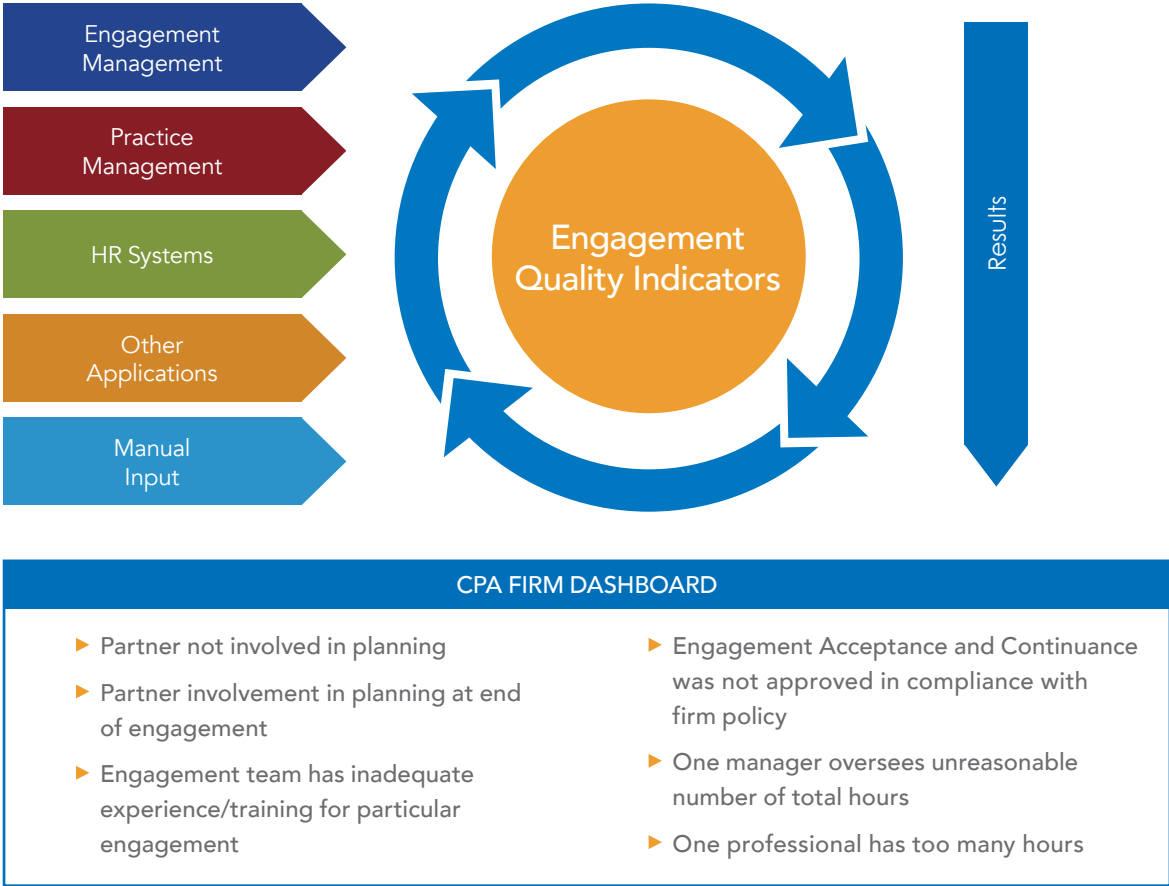 Engagement
Management
Practice
Management
HR Systems
Other
Applications
Manual
Input
Engagement
Quality Indicators
Results
CPA FIRM DASHBOARD
► Partner not involved in planning
► Partner involvement in planning at end
of engagement
► Engagement team has inadequate
experience/training for particular
engagement
► Engagement Acceptance and Continuance
was not approved in compliance with
firm policy
► One manager oversees unreasonable
number of total hours
► One professional has too many hours